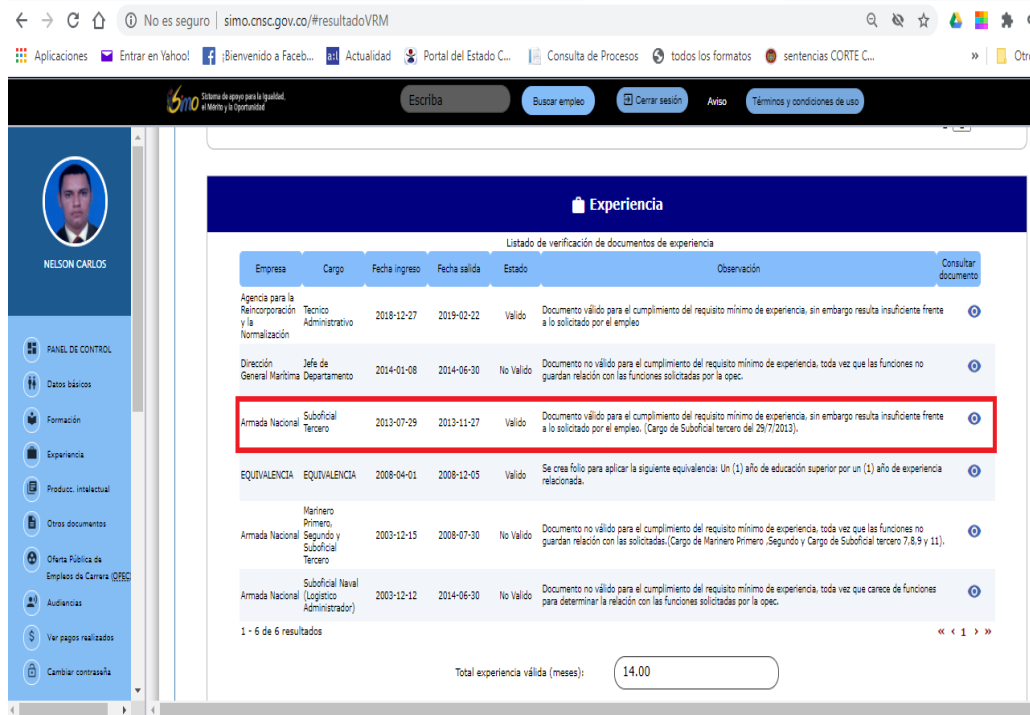 No es seguro | simo.cnsc.gov.co/#resultadoVRM
Aplicaciones Entrar en Yahoo! ¡Bienvenido a Faceb... Actualidad Portal del Estado C... Consulta de Procesos todos los formatos sentencias CORTE C... » Otro
Simo Sistema de apoyo para la Igualdad,
el Mérito y la Oportunidad
Escriba Buscar empleo Cerrar sesión Aviso Términos y condiciones de uso
NELSON CARLOS
PANEL DE CONTROL
Datos básicos
Formación
Experiencia
Producc. intelectual
Otros documentos
Oferta Pública de
Empleos de Carrera (OPEC)
Audiencias
Ver pagos realizados
Cambiar contraseña
Experiencia
Listado de verificación de documentos de experiencia
Empresa Cargo Fecha ingreso Fecha salida Estado Observación Consultar
documento
Agencia para la
Reincorporación
y la
Normalización
Tecnico
Administrativo
2018-12-27 2019-02-22 Valido
Documento válido para el cumplimiento del requisito mínimo de experiencia, sin embargo resulta insuficiente frente
a lo solicitado por el empleo
Dirección
General Marítima
Jefe de
Departamento
2014-01-08 2014-06-30 No Valido
Documento no válido para el cumplimiento del requisito mínimo de experiencia, toda vez que las funciones no
guardan relación con las funciones solicitadas por la opec.
Armada Nacional
Suboficial
Tercero
2013-07-29 2013-11-27 Valido
Documento válido para el cumplimiento del requisito mínimo de experiencia, sin embargo resulta insuficiente frente
a lo solicitado por el empleo. (Cargo de Suboficial tercero del 29/7/2013).
EQUIVALENCIA EQUIVALENCIA 2008-04-01 2008-12-05 Valido
Se crea folio para aplicar la siguiente equivalencia: Un (1) año de educación superior por un (1) año de experiencia
relacionada.
Armada Nacional
Marinero
Primero,
Segundo y
Suboficial
Tercero
2003-12-15 2008-07-30 No Valido
Documento no válido para el cumplimiento del requisito mínimo de experiencia, toda vez que las funciones no
guardan relación con las solicitadas.(Cargo de Marinero Primero ,Segundo y Cargo de Suboficial tercero 7,8,9 y 11).
Armada Nacional
Suboficial Naval
(Logistico
Administrador)
2003-12-12 2014-06-30 No Valido
Documento no válido para el cumplimiento del requisito mínimo de experiencia, toda vez que carece de funciones
para determinar la relación con las funciones solicitadas por la opec.
1 - 6 de 6 resultados « ‹ 1 › »
Total experiencia válida (meses): 14.00